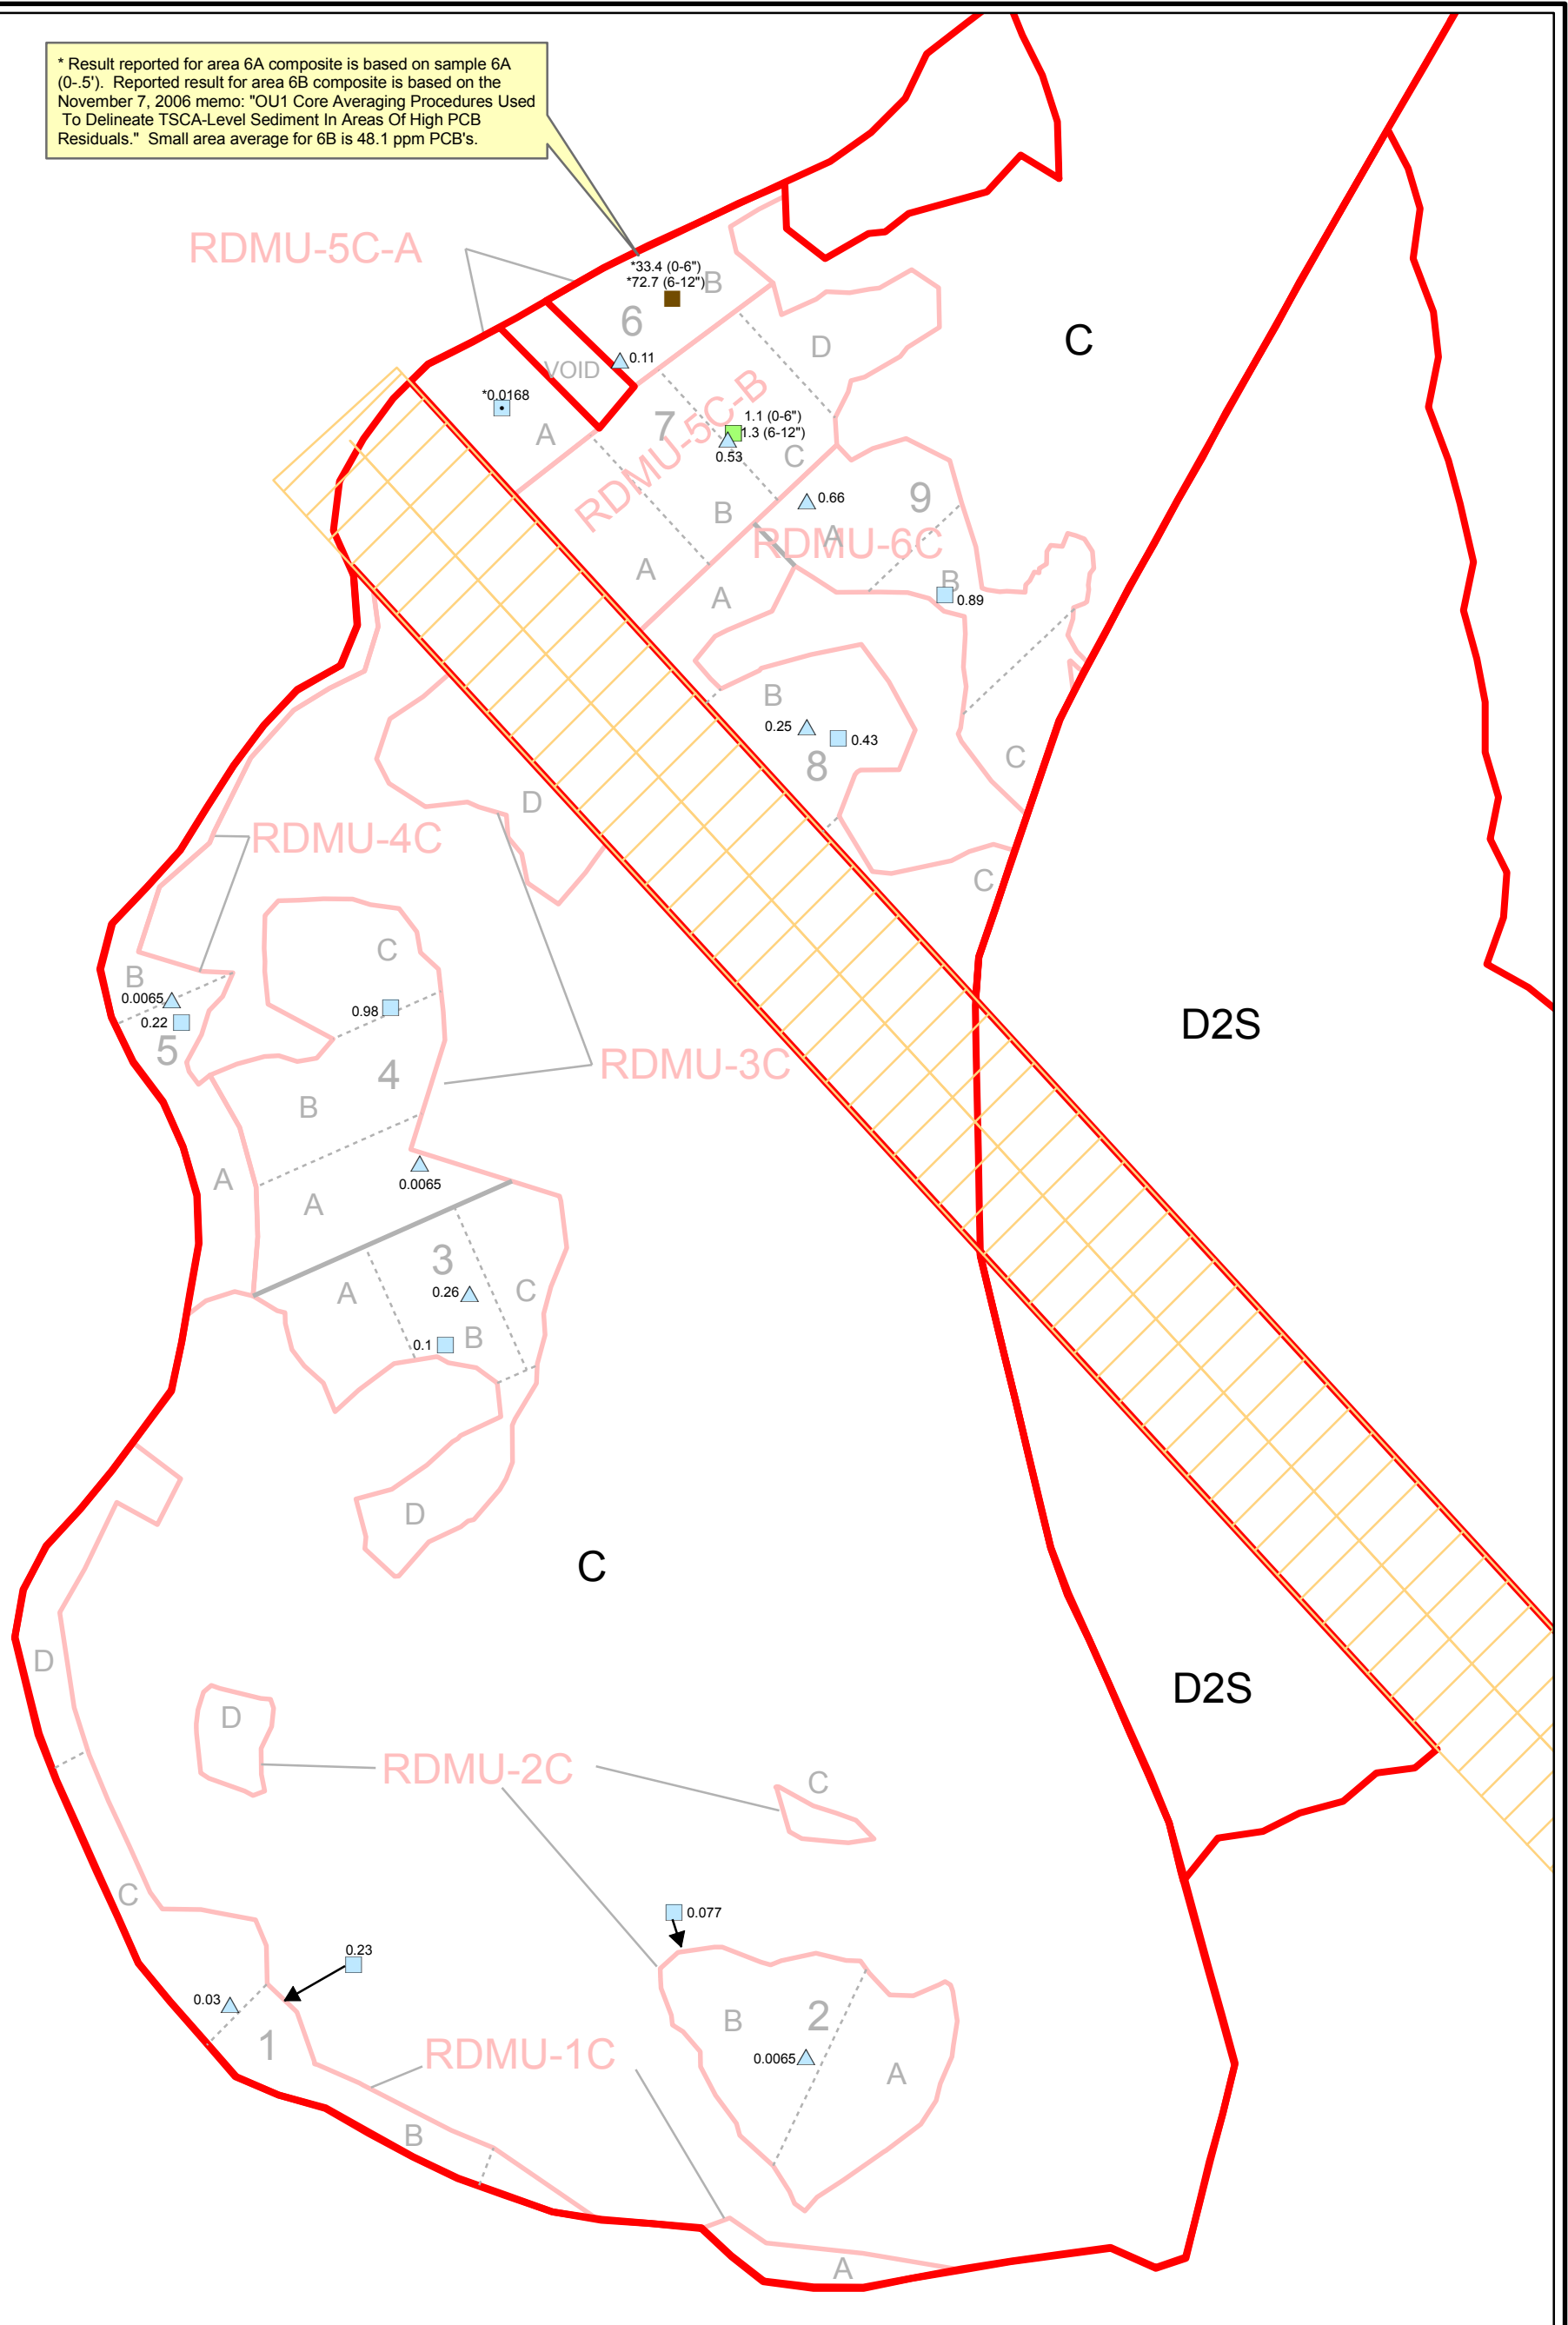 * Result reported for area 6A composite is based on sample 6A
(0-.5'). Reported result for area 6B composite is based on the
November 7, 2006 memo: "OU1 Core Averaging Procedures Used
To Delineate TSCA-Level Sediment In Areas Of High PCB
Residuals." Small area average for 6B is 48.1 ppm PCB's.
RDMU-5C-A
*33.4 (0-6")
*72.7 (6-12")
B
6
C
D
0.11
VOID
*0.0168
A
RDMU-5C-B
7
1.1 (0-6")
1.3 (6-12")
0.53
C
B
0.66
9
RDMU-6C
A
A
A
B
0.89
B
0.25
0.43
8
C
D
RDMU-4C
C
C
B
0.0065
0.22
5
0.98
D2S
4
RDMU-3C
B
A
0.0065
A
3
A
0.26
C
0.1
B
D
C
D
D2S
D
RDMU-2C
C
C
0.077
0.23
0.03
1
B
2
RDMU-1C
0.0065
A
B
A